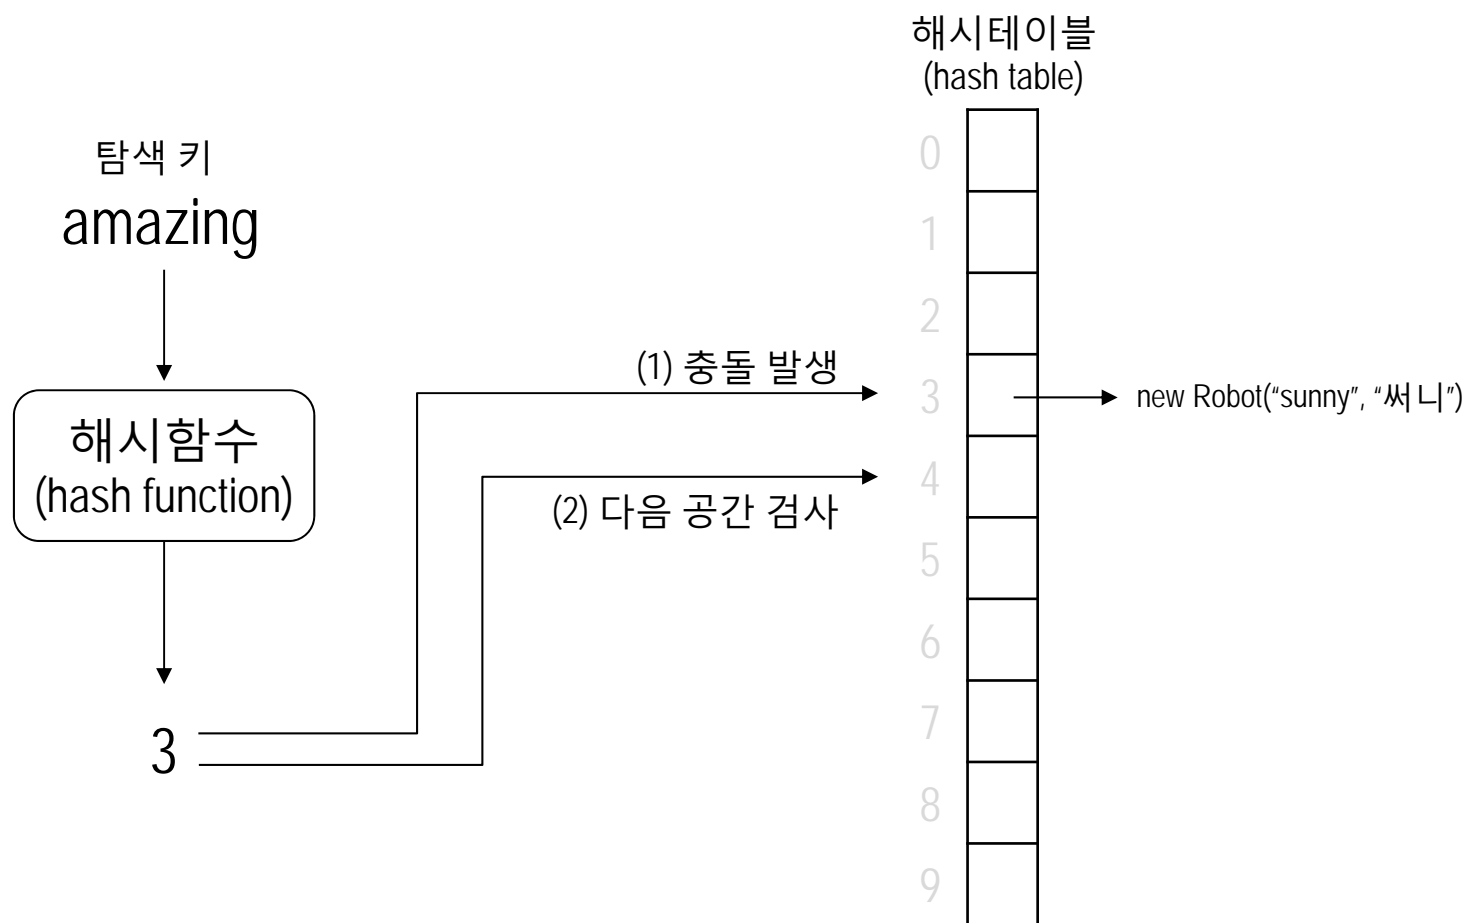 해시테이블
(hash table)
탐색 키
amazing
해시함수
(hash function)
3
(1) 충돌 발생
(2) 다음 공간 검사
0
1
2
3
4
5
6
7
8
9
new Robot(“sunny”, “써니”)